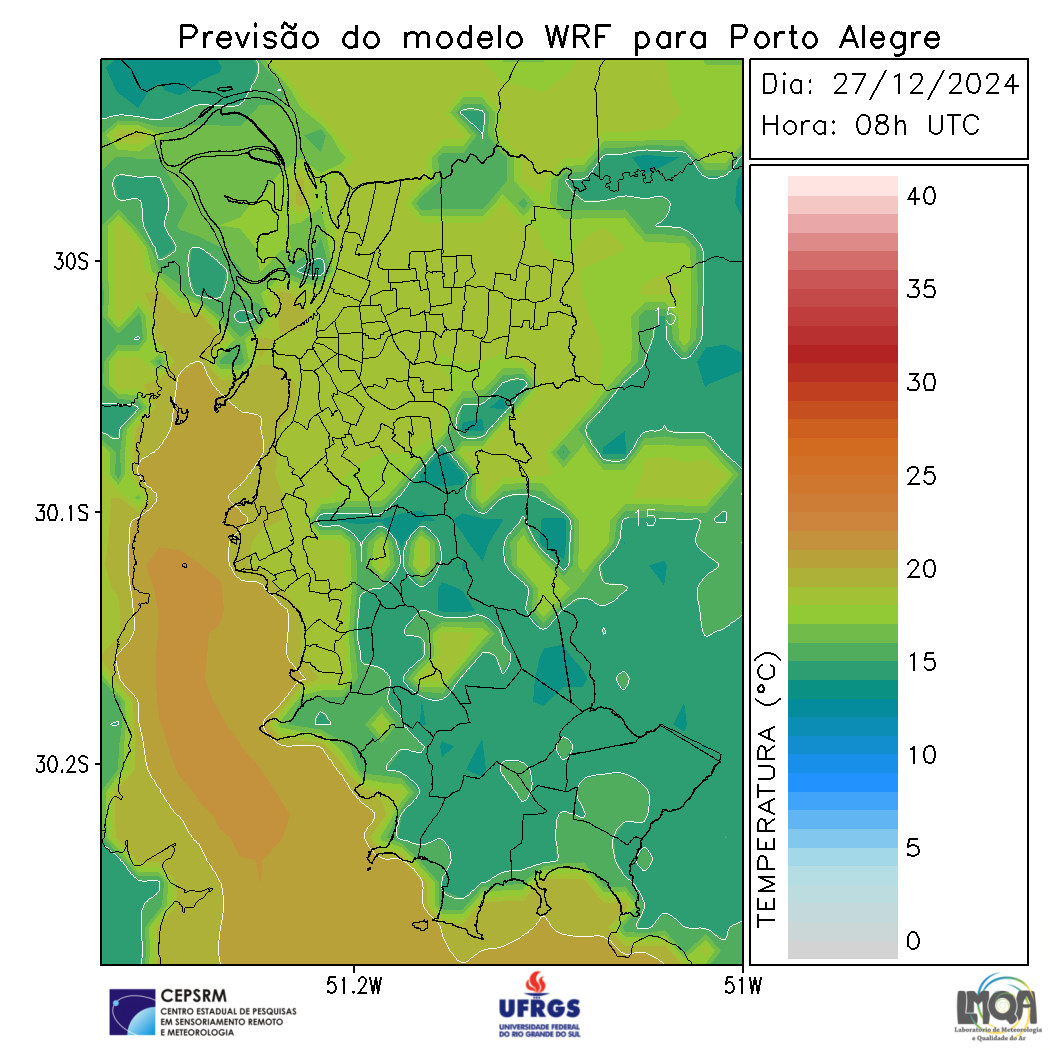 Previsão do modelo WRF para Porto Alegre
Dia: 27/12/2024
Hora: 08h UTC
30S
30.1S
30.2S
51.2W
51W
15
15
TEMPERATURA (°C)
40
35
30
25
20
15
10
5
0
CEPSRM
CENTRO ESTADUAL DE PESQUISAS
EM SENSORIAMENTO REMOTO
E METEOROLOGIA
UFRGS
UNIVERSIDADE FEDERAL
DO RIO GRANDE DO SUL
LMQA
Laboratório de Meteorologia
e Qualidade do Ar